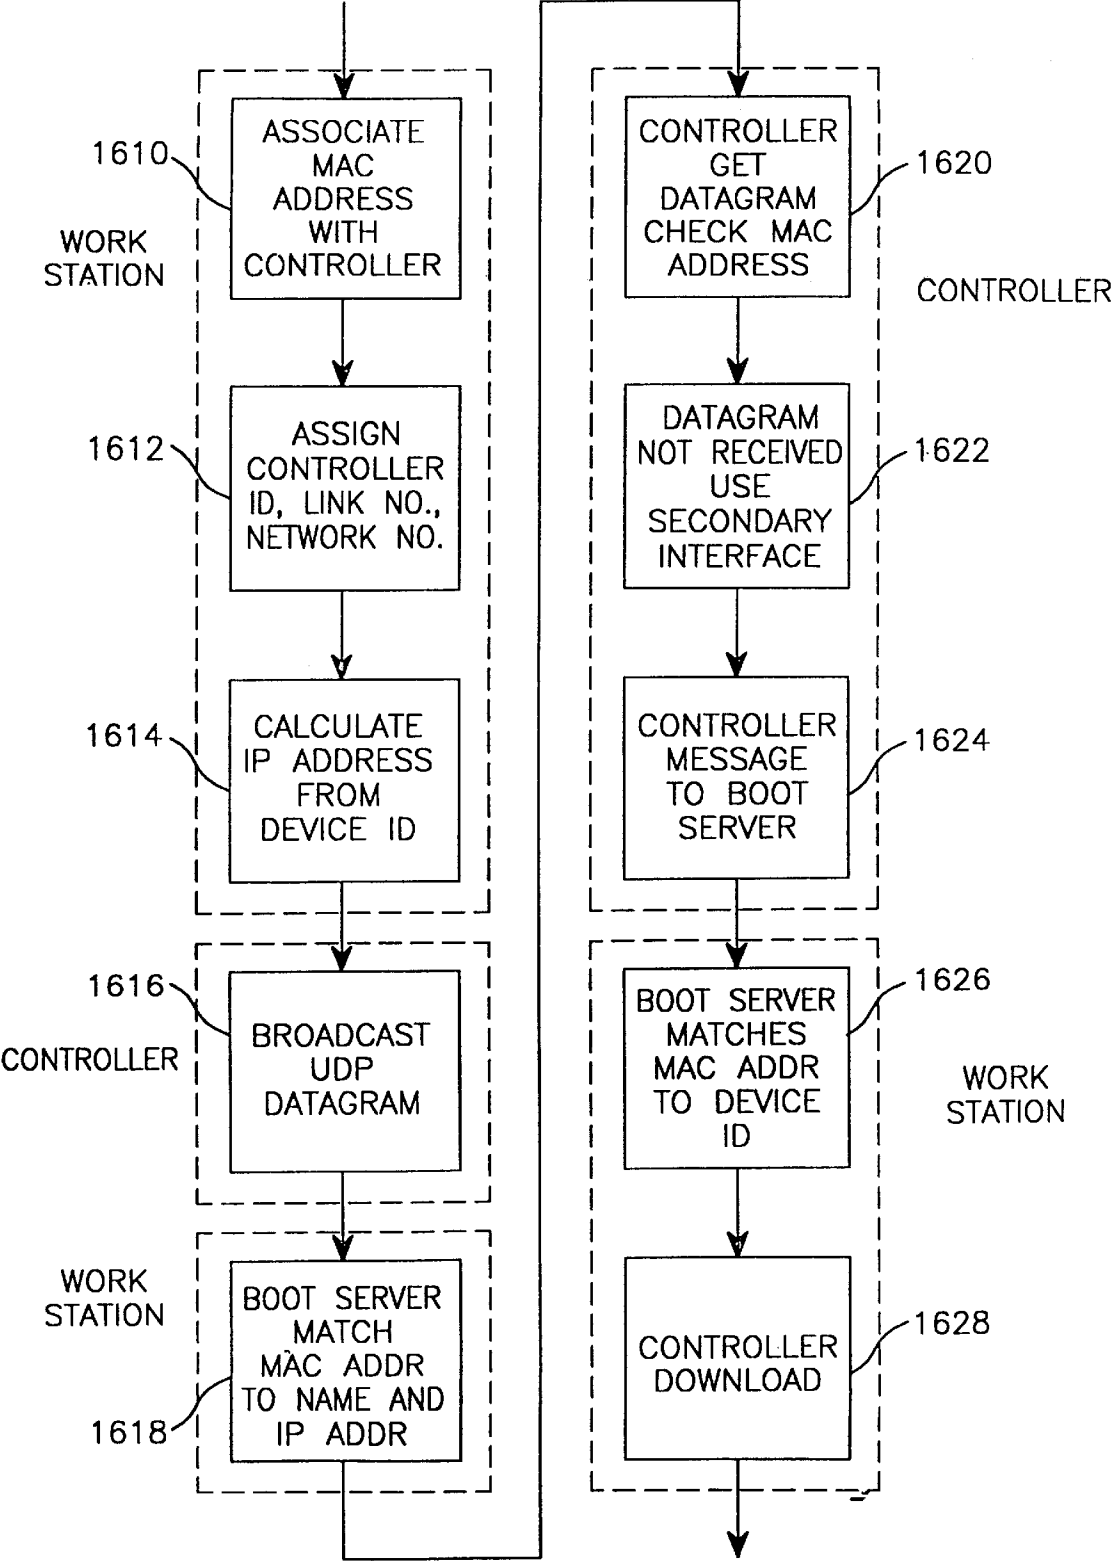 1610
WORK
STATION
ASSOCIATE
MAC
ADDRESS
WITH
CONTROLLER
1612
ASSIGN
CONTROLLER
ID, LINK NO.,
NETWORK NO.
1614
CALCULATE
IP ADDRESS
FROM
DEVICE ID
1616
CONTROLLER
BROADCAST
UDP
DATAGRAM
WORK
STATION
1618
BOOT SERVER
MATCH
MAC ADDR
TO NAME AND
IP ADDR
CONTROLLER
GET
DATAGRAM
CHECK MAC
ADDRESS
1620
CONTROLLER
DATAGRAM
NOT RECEIVED
USE
SECONDARY
INTERFACE
1622
CONTROLLER
MESSAGE
TO BOOT
SERVER
1624
BOOT SERVER
MATCHES
MAC ADDR
TO DEVICE
ID
1626
WORK
STATION
CONTROLLER
DOWNLOAD
1628